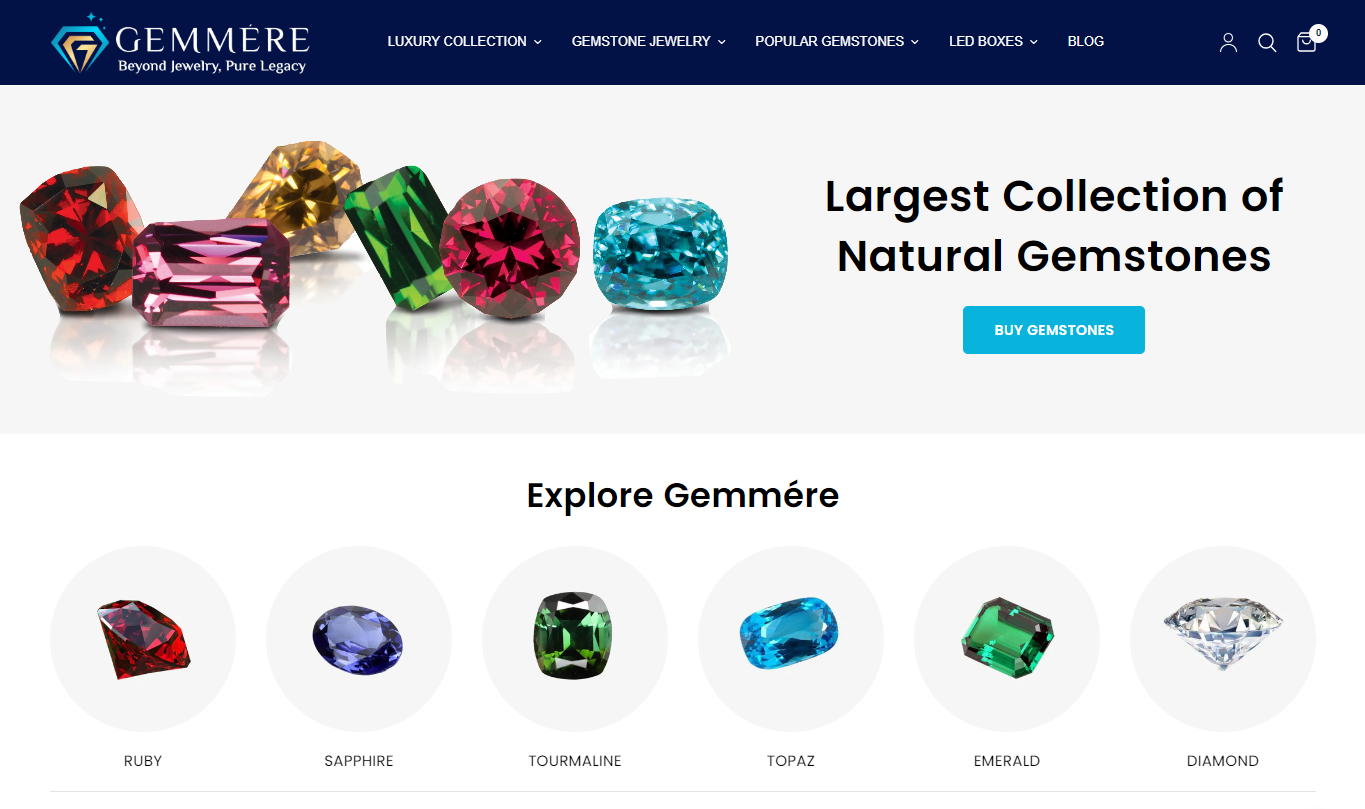 GEMMÉRE
Beyond Jewelry, Pure Legacy
LUXURY COLLECTION
GEMSTONE JEWELRY
POPULAR GEMSTONES
LED BOXES
BLOG
0
Largest Collection of
Natural Gemstones
BUY GEMSTONES
Explore Gemmére
RUBY
SAPPHIRE
TOURMALINE
TOPAZ
EMERALD
DIAMOND